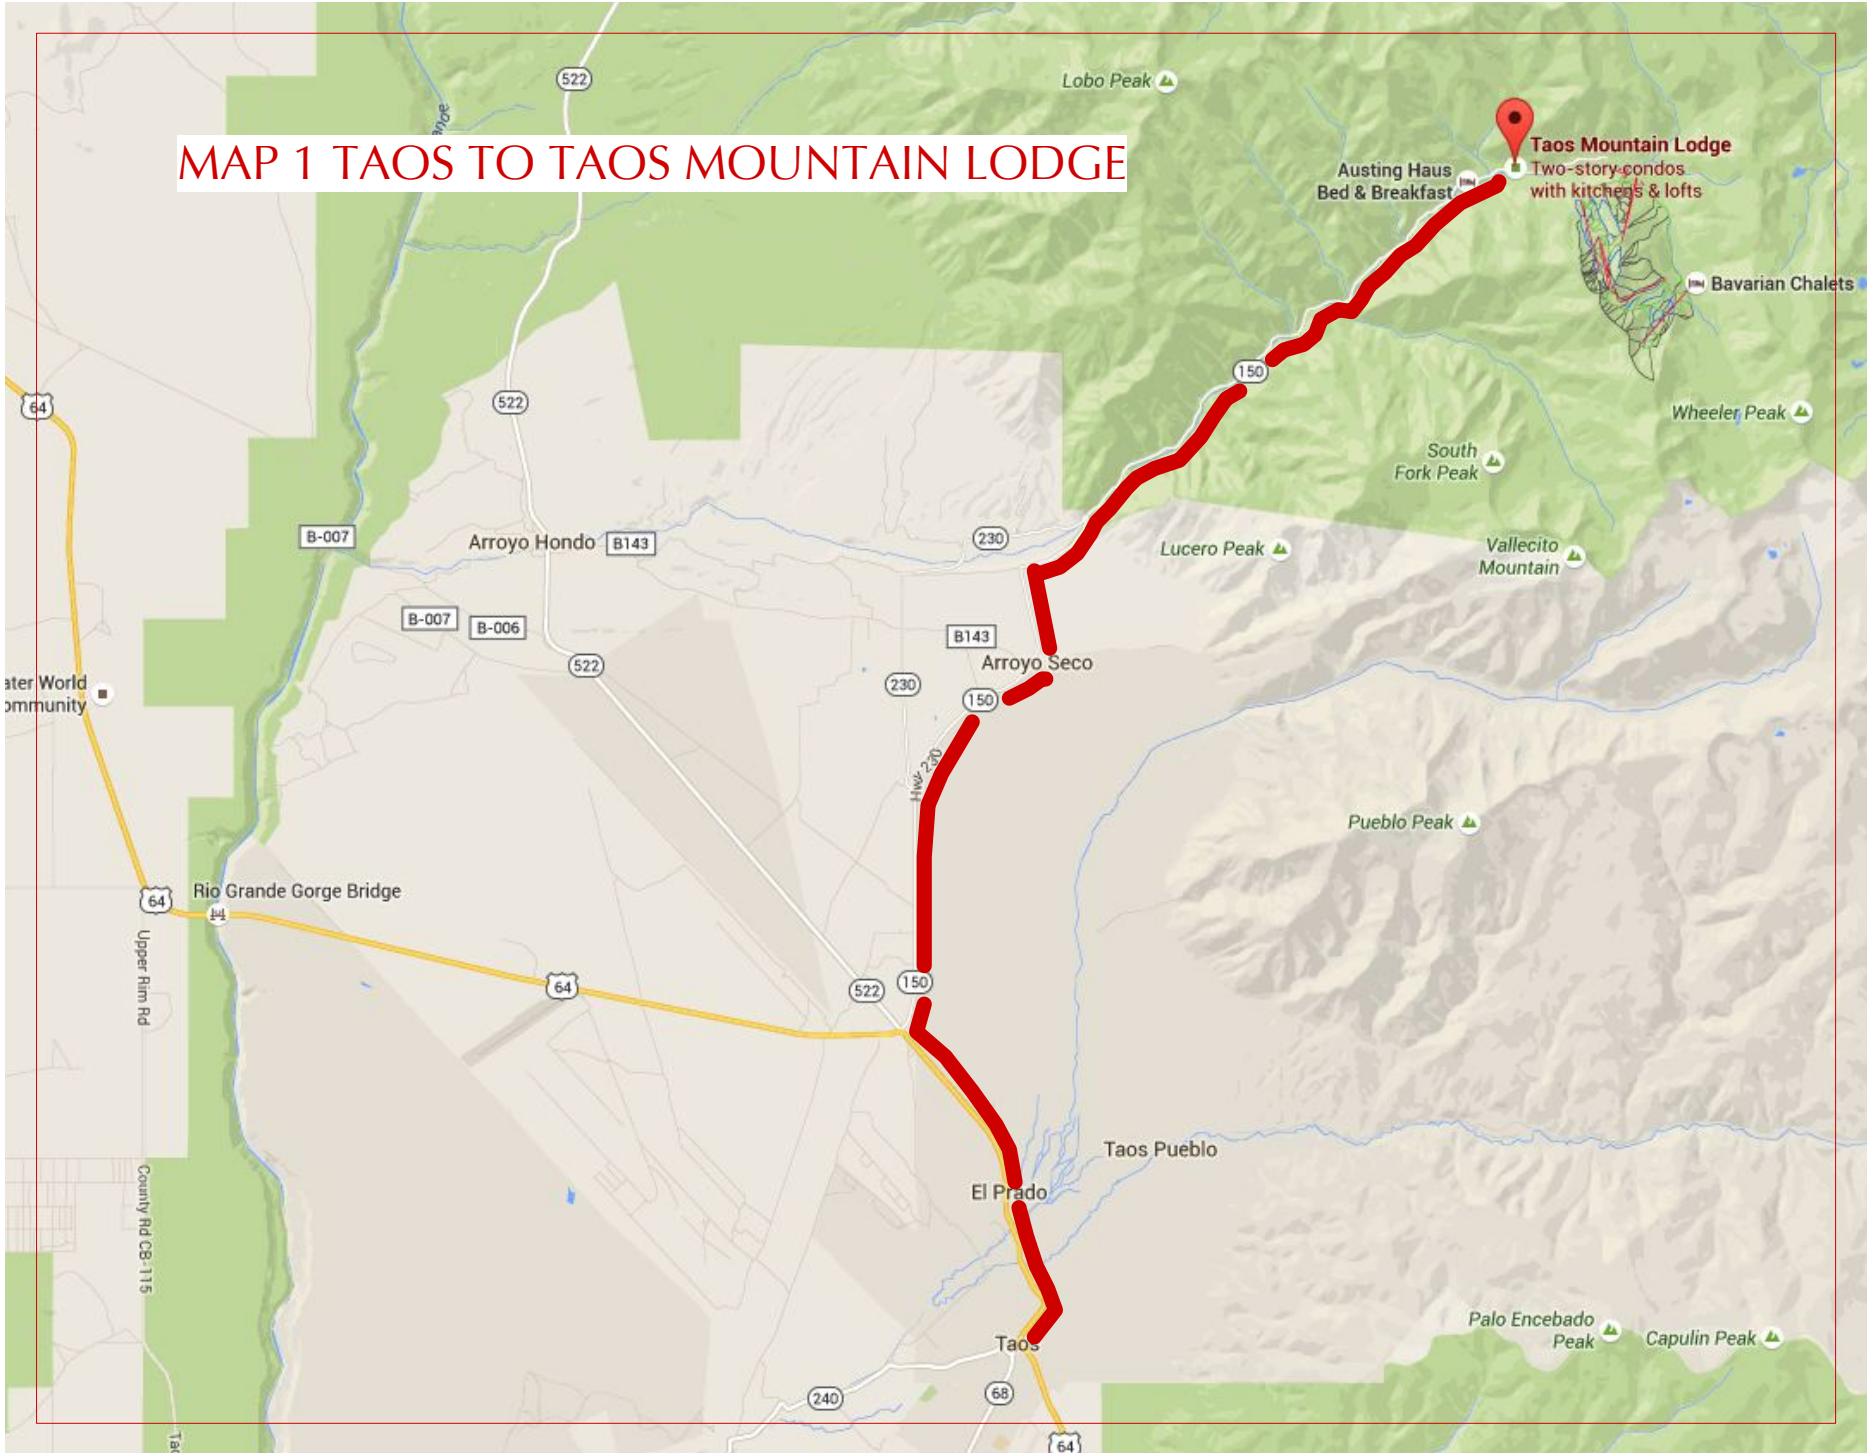 522
Lobo Peak
MAP 1 TAOS TO TAOS MOUNTAIN LODGE
Taos Mountain Lodge
Two-story condos
with kitchens & lofts
Austing Haus
Bed & Breakfast
Bavarian Chalets
150
64
522
Wheeler Peak
South
Fork Peak
B-007
Arroyo Hondo
B143
230
Lucero Peak
Vallecito
Mountain
B-007
B-006
B143
522
Arroyo Seco
ater World
ommunity
230
150
Hwy 230
Pueblo Peak
64
Rio Grande Gorge Bridge
Upper Rim Rd
64
522
150
Taos Pueblo
El Prado
County Rd CB-115
Palo Encebado
Peak
Capulin Peak
Taos
240
68
64